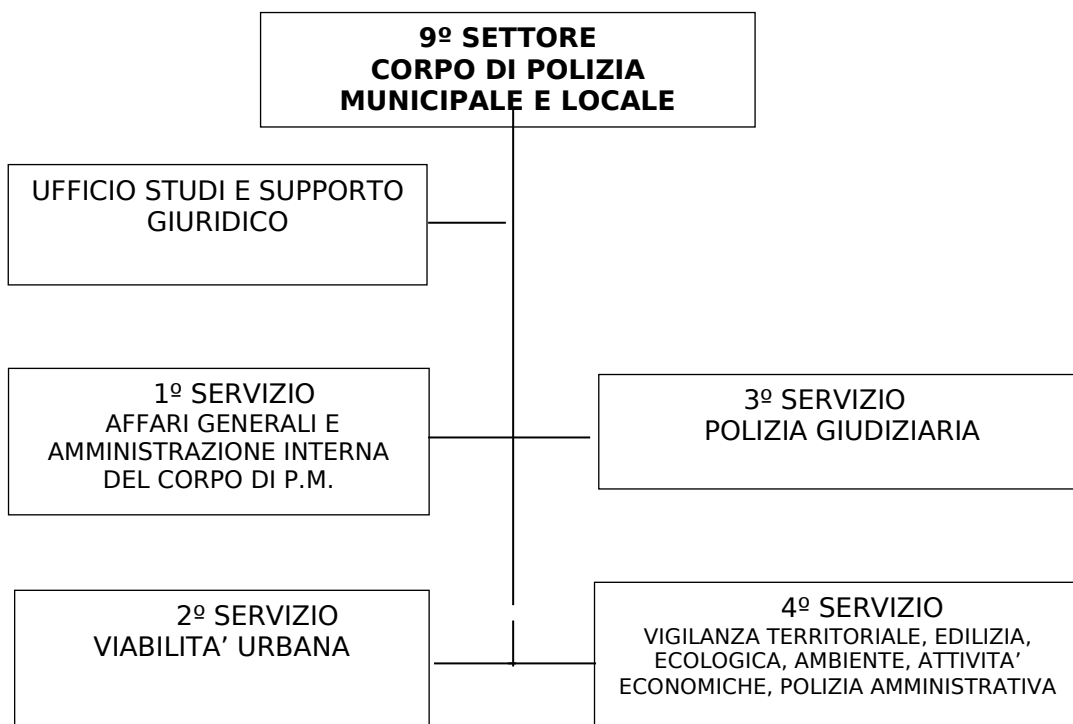 9º SETTORE
CORPO DI POLIZIA
MUNICIPALE E LOCALE
UFFICIO STUDI E SUPPORTO
GIURIDICO
1º SERVIZIO
AFFARI GENERALI E
AMMINISTRAZIONE INTERNA
DEL CORPO DI P.M.
3º SERVIZIO
POLIZIA GIUDIZIARIA
2º SERVIZIO
VIABILITA’ URBANA
4º SERVIZIO
VIGILANZA TERRITORIALE, EDILIZIA,
ECOLOGICA, AMBIENTE, ATTIVITA’
ECONOMICHE, POLIZIA AMMINISTRATIVA